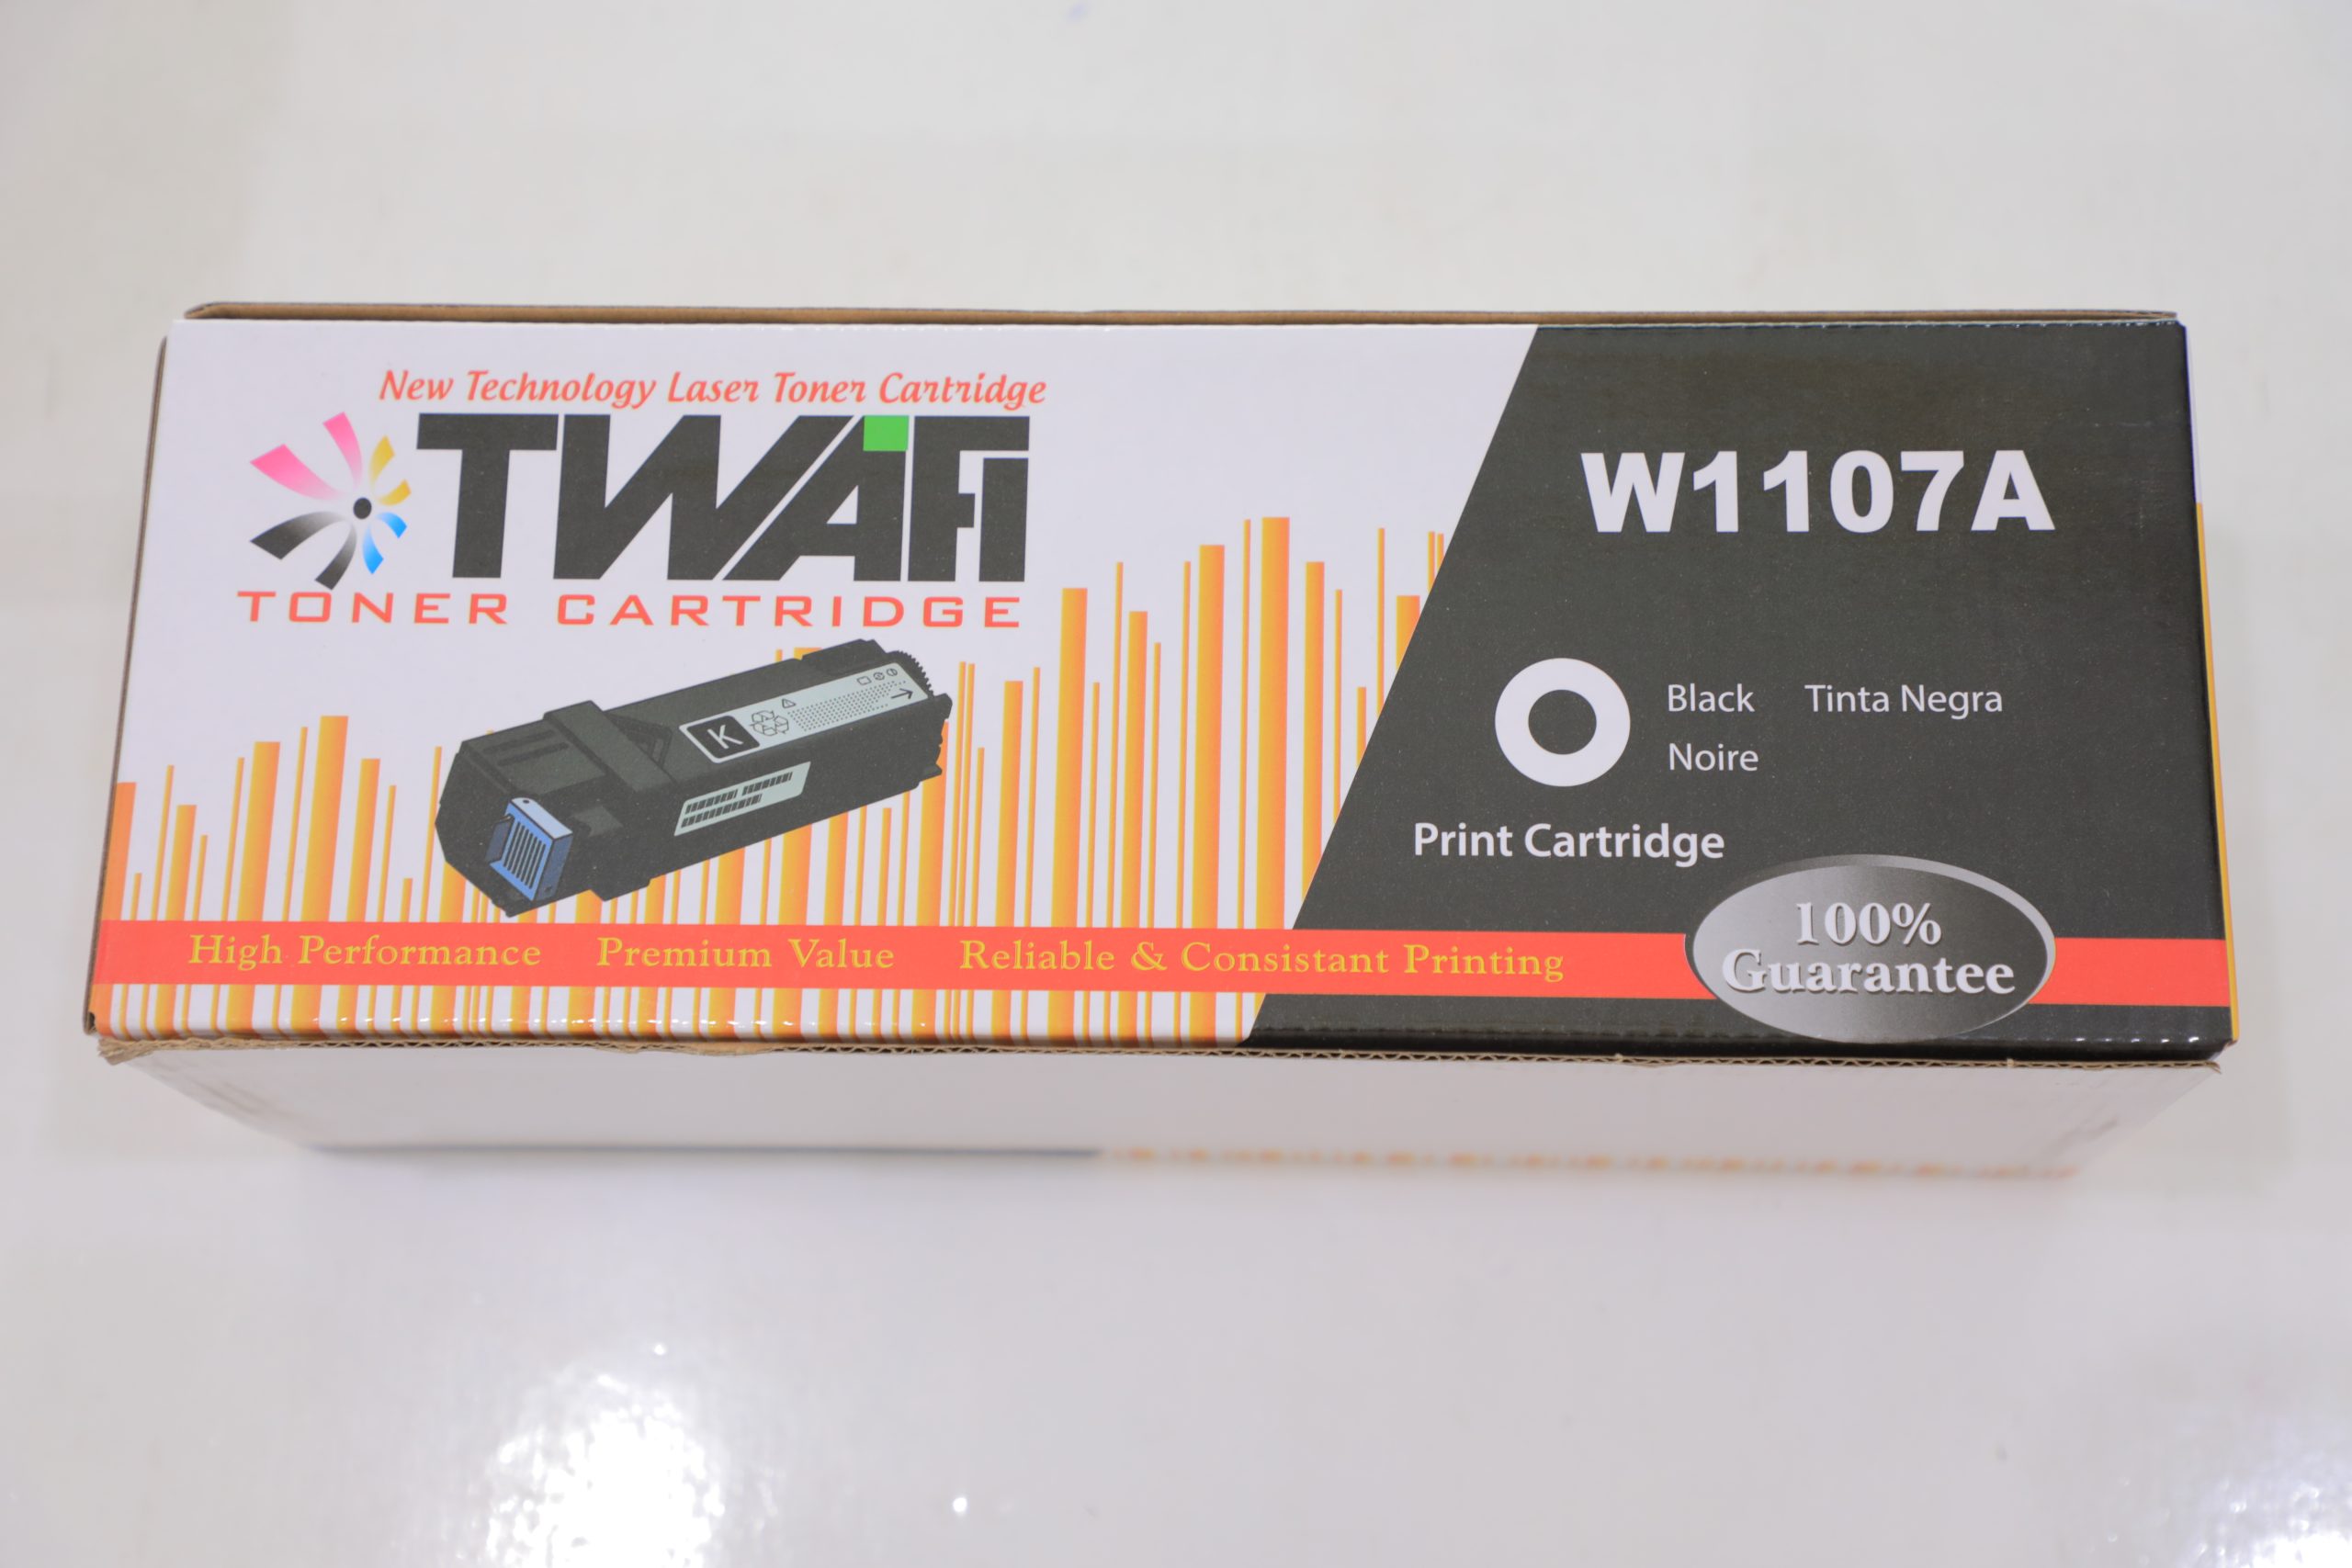 New Technology Laser Toner Cartridge
TWAFi
TONER CARTRIDGE
K
W1107A
Black Tinta Negra
Noire
Print Cartridge
100%
Guarantee
High Performance Premium Value Reliable & Consistant Printing